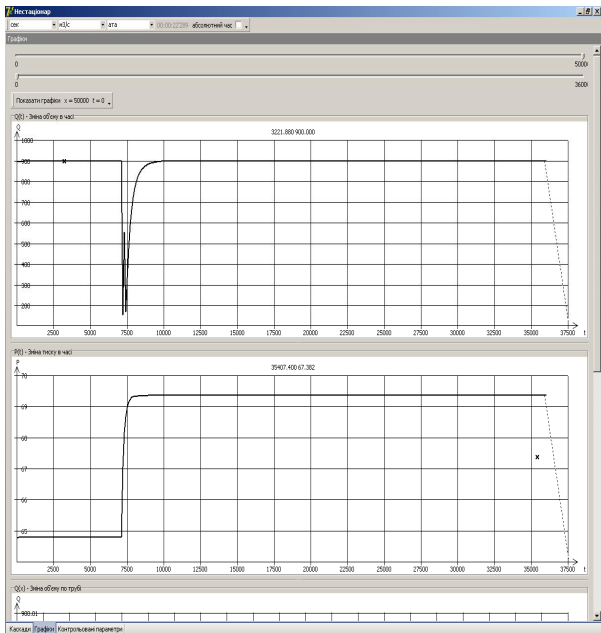 Нестаціонар
сек м3/с ата 00:00:22'289 абсолютний час
Графіки
0 5000
0 3600
Показати графіки x = 50000 t = 0
Q(t) - Зміна об'єму в часі
Q
3221.880 900.000
1000
900
800
700
600
500
400
300
200
2500 5000 7500 10000 12500 15000 17500 20000 22500 25000 27500 30000 32500 35000 37500 t
P(t) - Зміна тиску в часі
P
35407.400 67.382
70
69
68
67
66
65
2500 5000 7500 10000 12500 15000 17500 20000 22500 25000 27500 30000 32500 35000 37500 t
Q(x) - Зміна об'єму по трубі
Q
900.01
Кассади Графіки Контрольовані параметри